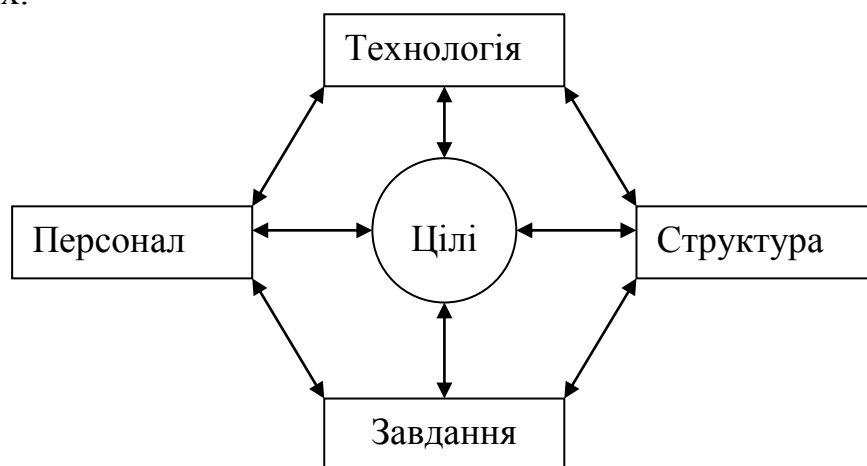 х.
Технологія
Персонал
Цілі
Структура
Завдання